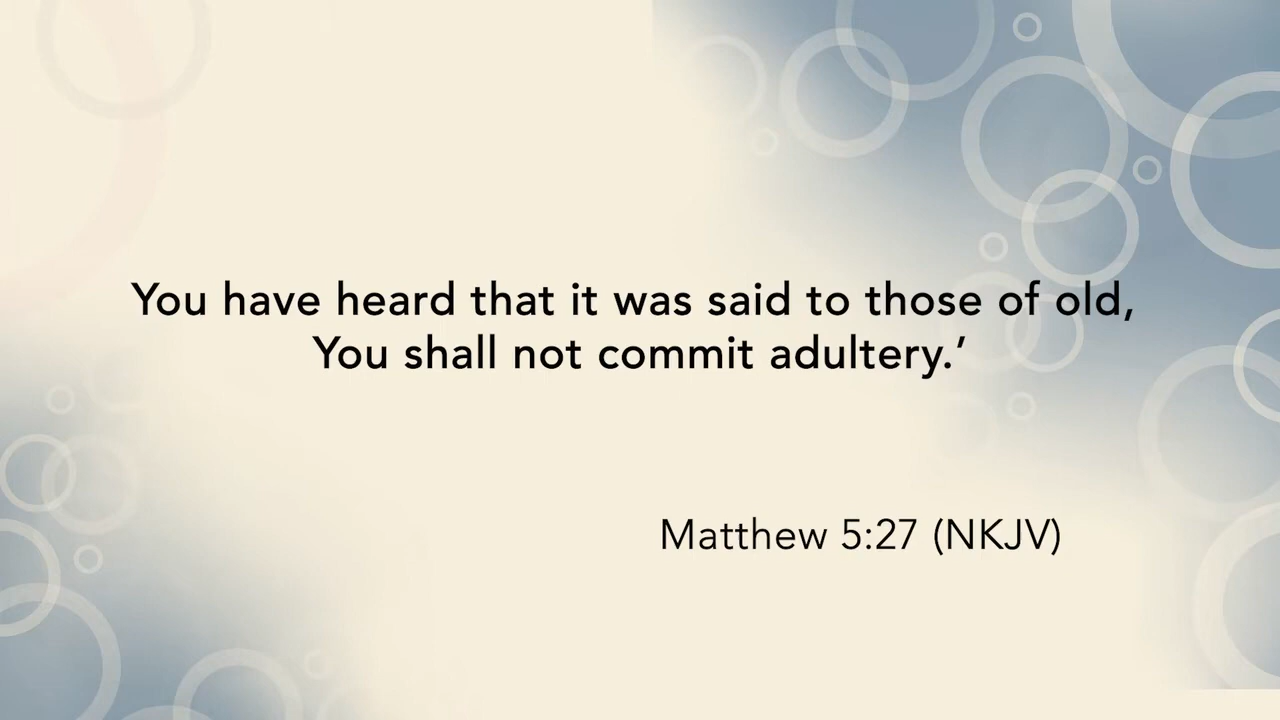 You have heard that it was said to those of old,
You shall not commit adultery.’
Matthew 5:27 (NKJV)